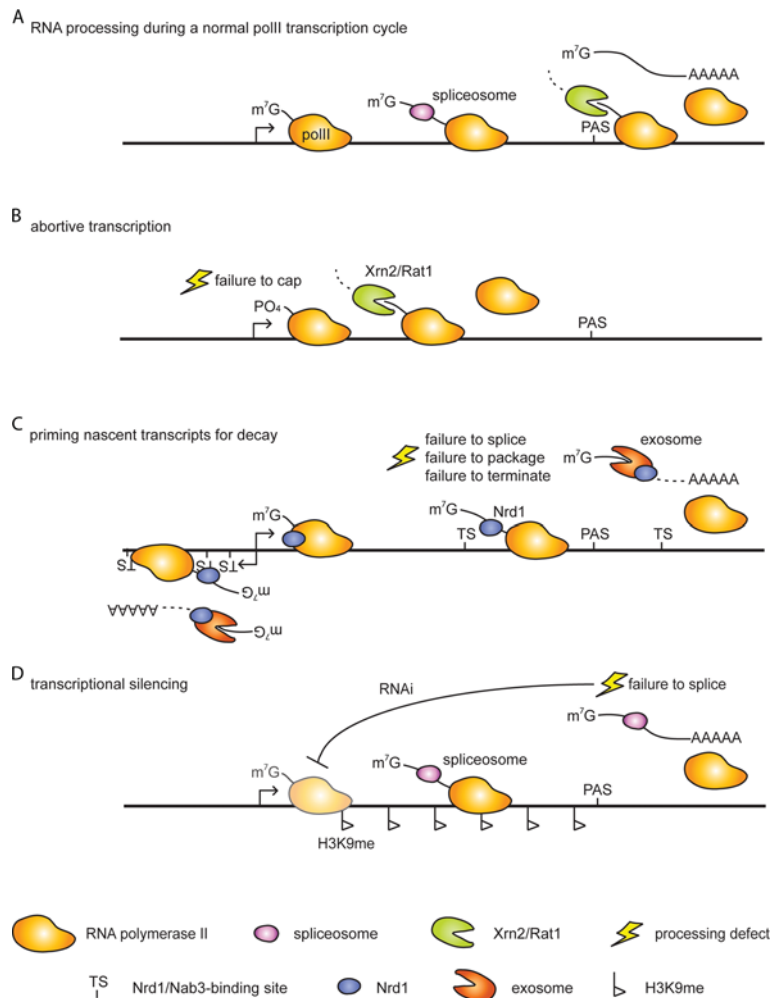 A RNA processing during a normal polII transcription cycle
m⁷G
polII
m⁷G
spliceosome
PAS
m⁷G
AAAAA
B abortive transcription
failure to cap
PO₄
Xrn2/Rat1
PAS
C priming nascent transcripts for decay
failure to splice
failure to package
failure to terminate
m⁷G
exosome
AAAAA
m⁷G
m⁷G
Nrd1
TS
PAS
TS
TS
TS
TS
m⁷G
AAAAA
m⁷G
D transcriptional silencing
RNAi
failure to splice
m⁷G
AAAAA
m⁷G
m⁷G
spliceosome
PAS
H3K9me
RNA polymerase II
spliceosome
Xrn2/Rat1
processing defect
TS
Nrd1/Nab3-binding site
Nrd1
exosome
H3K9me